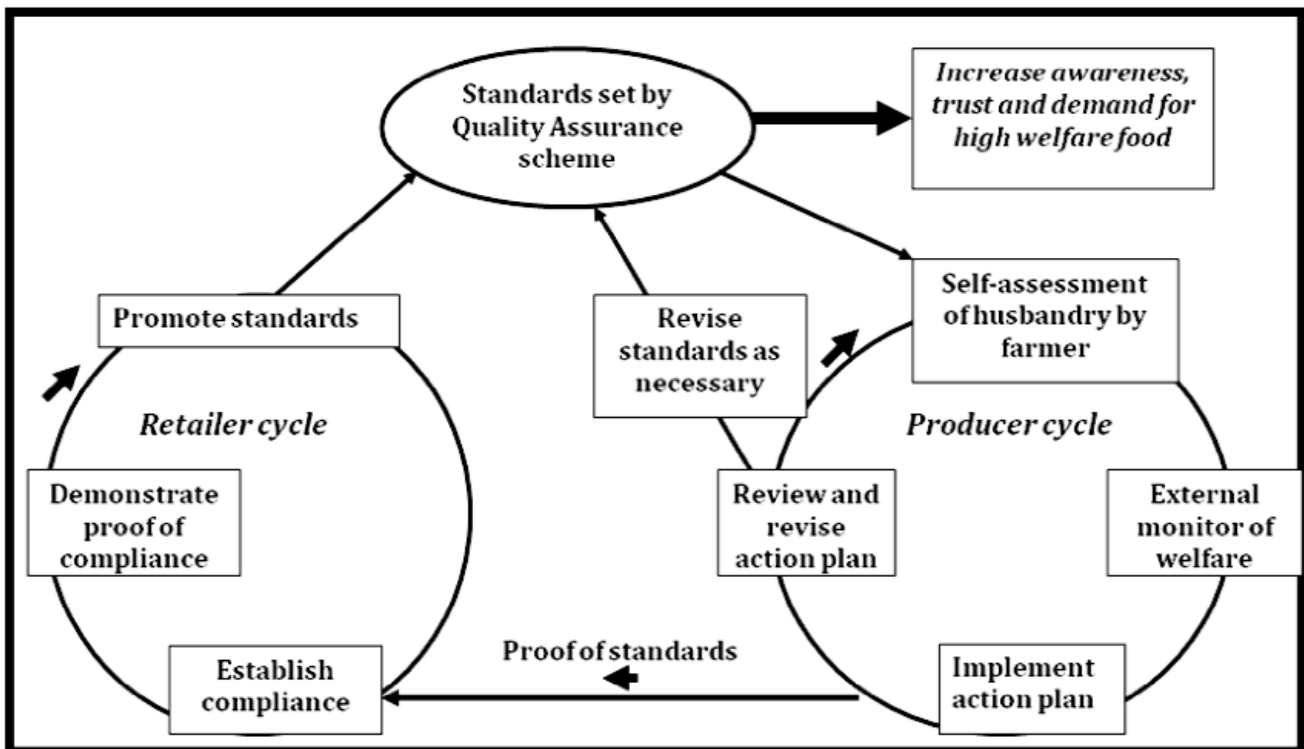 Standards set by
Quality Assurance
scheme
Increase awareness,
trust and demand for
high welfare food
Promote standards
Revise
standards as
necessary
Self-assessment
of husbandry by
farmer
Retailer cycle
Producer cycle
Demonstrate
proof of
compliance
Review and
revise
action plan
External
monitor of
welfare
Proof of standards
Establish
compliance
Implement
action plan